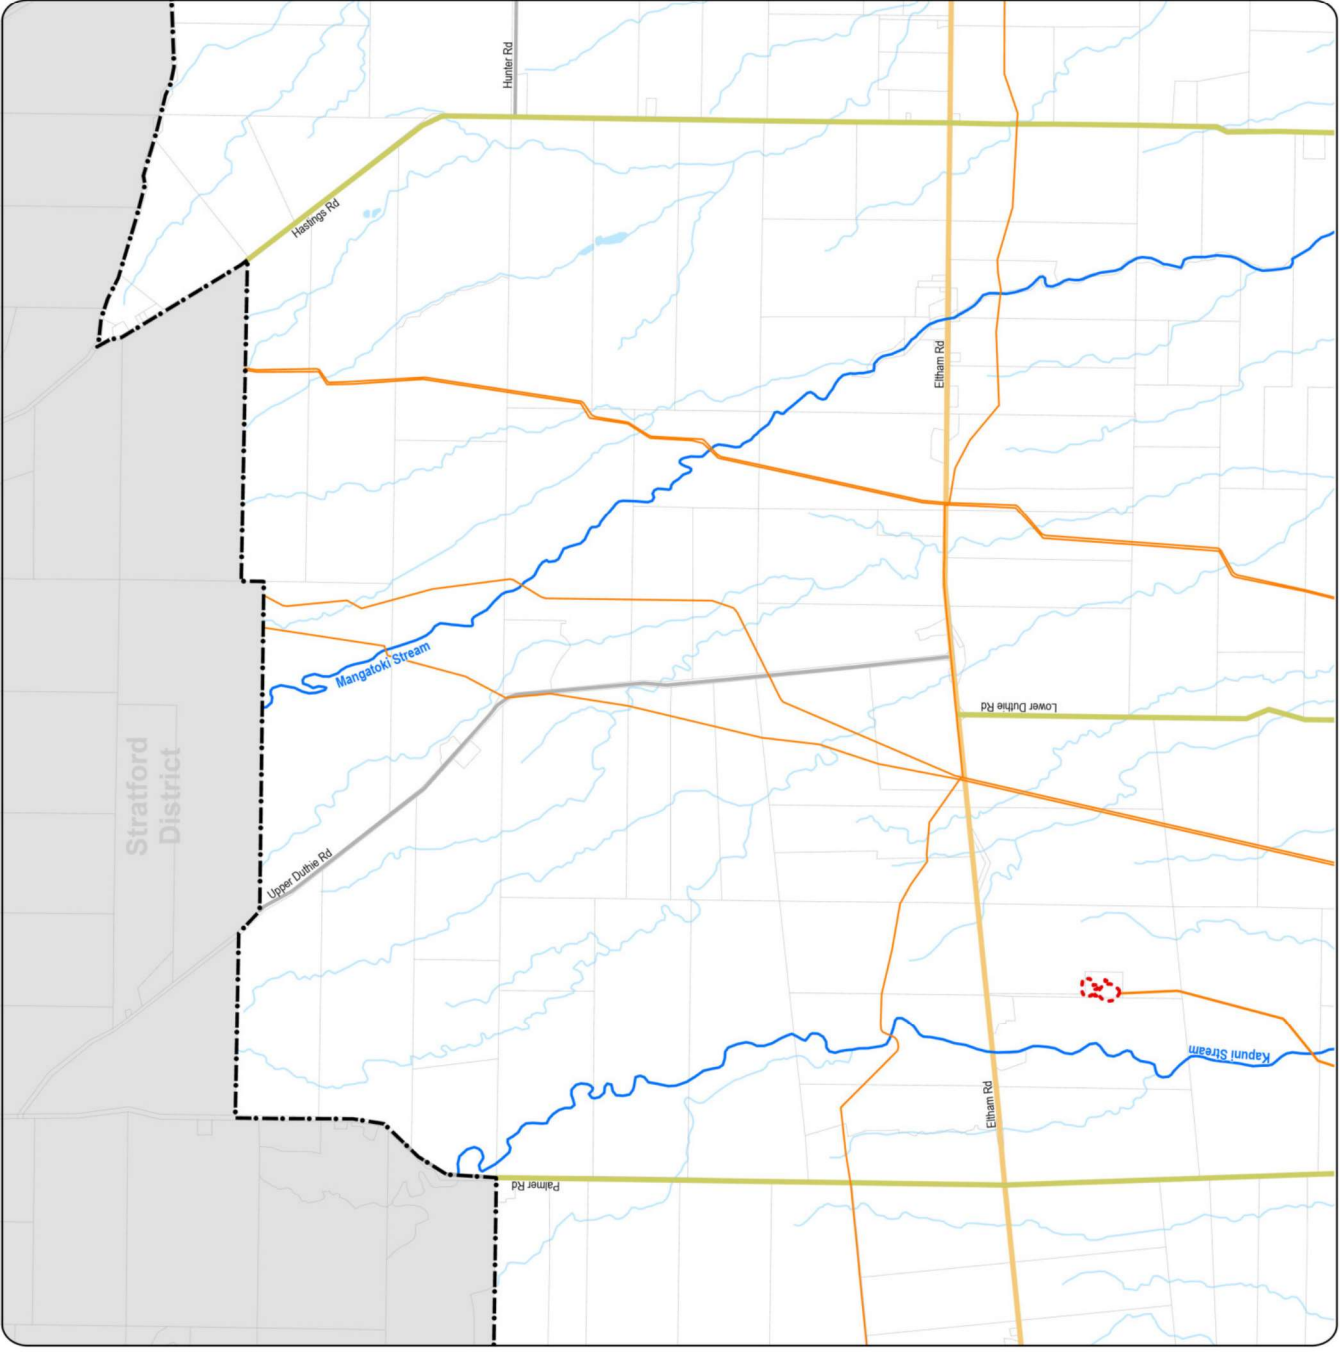 Hunter Rd
Hastings Rd
Eltham Rd
Mangatoki Stream
Lower Duthie Rd
Stratford
District
Upper Duthie Rd
Kapuni Stream
Eltham Rd
Palmer Rd